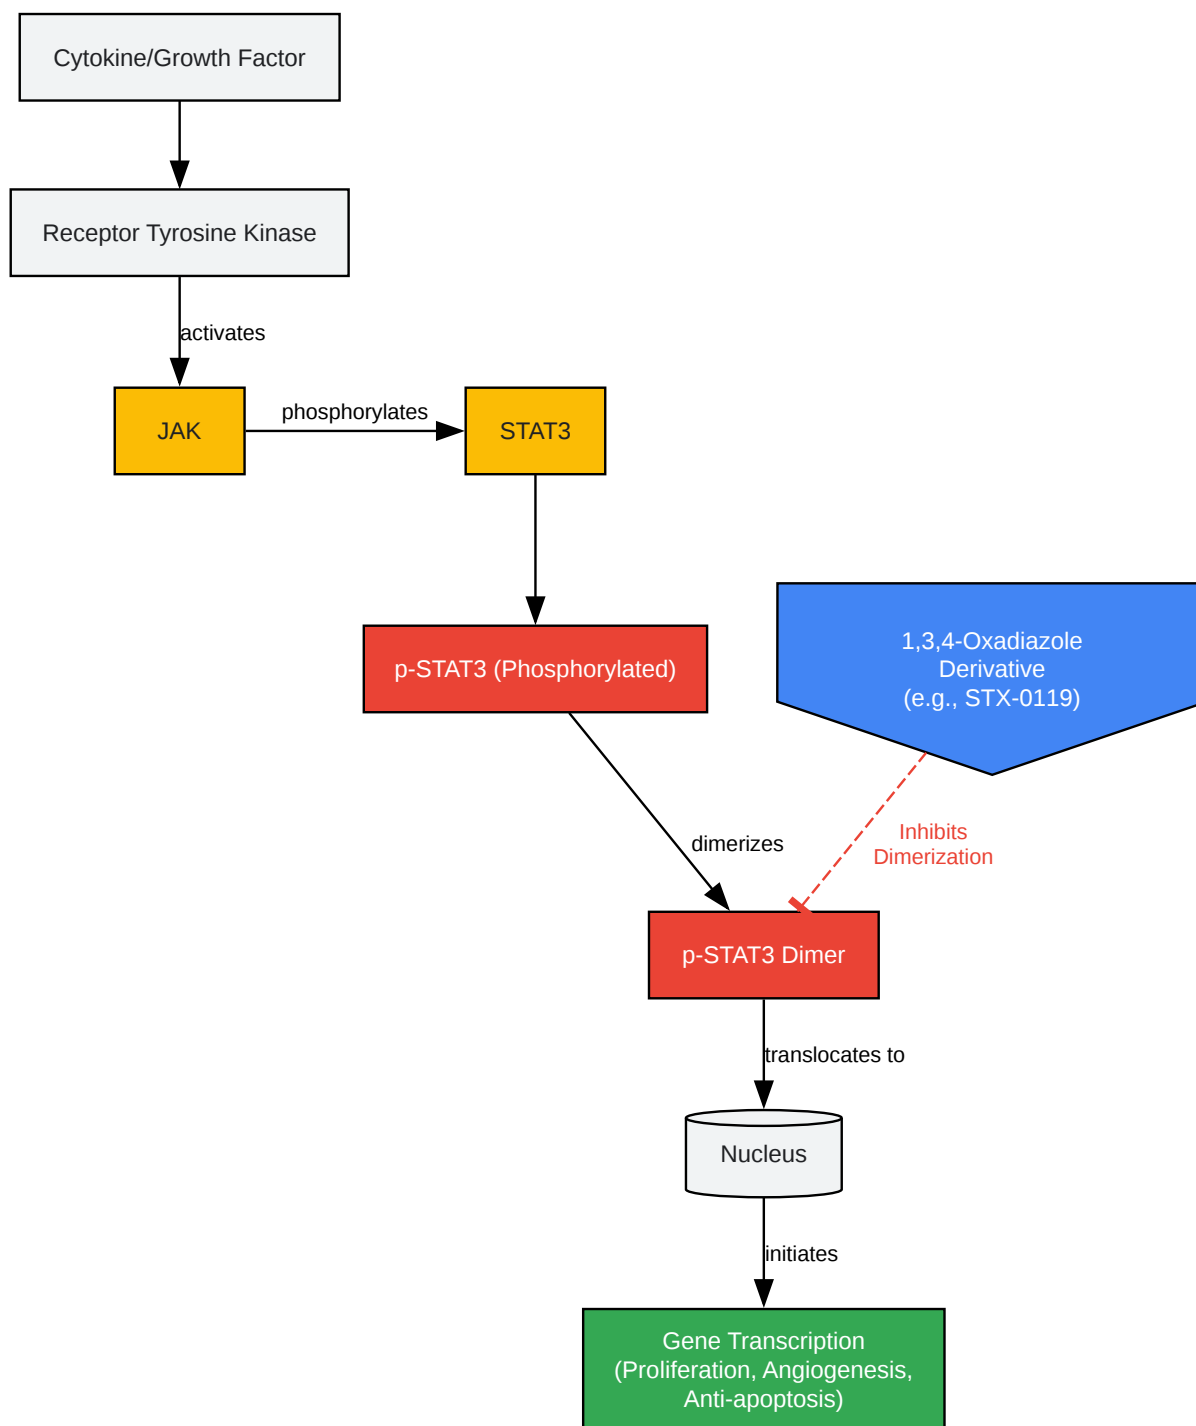 Cytokine/Growth Factor
Receptor Tyrosine Kinase
activates
JAK
phosphorylates
STAT3
p-STAT3 (Phosphorylated)
1,3,4-Oxadiazole
Derivative
(e.g., STX-0119)
dimerizes
Inhibits
Dimerization
p-STAT3 Dimer
translocates to
Nucleus
initiates
Gene Transcription
(Proliferation, Angiogenesis,
Anti-apoptosis)